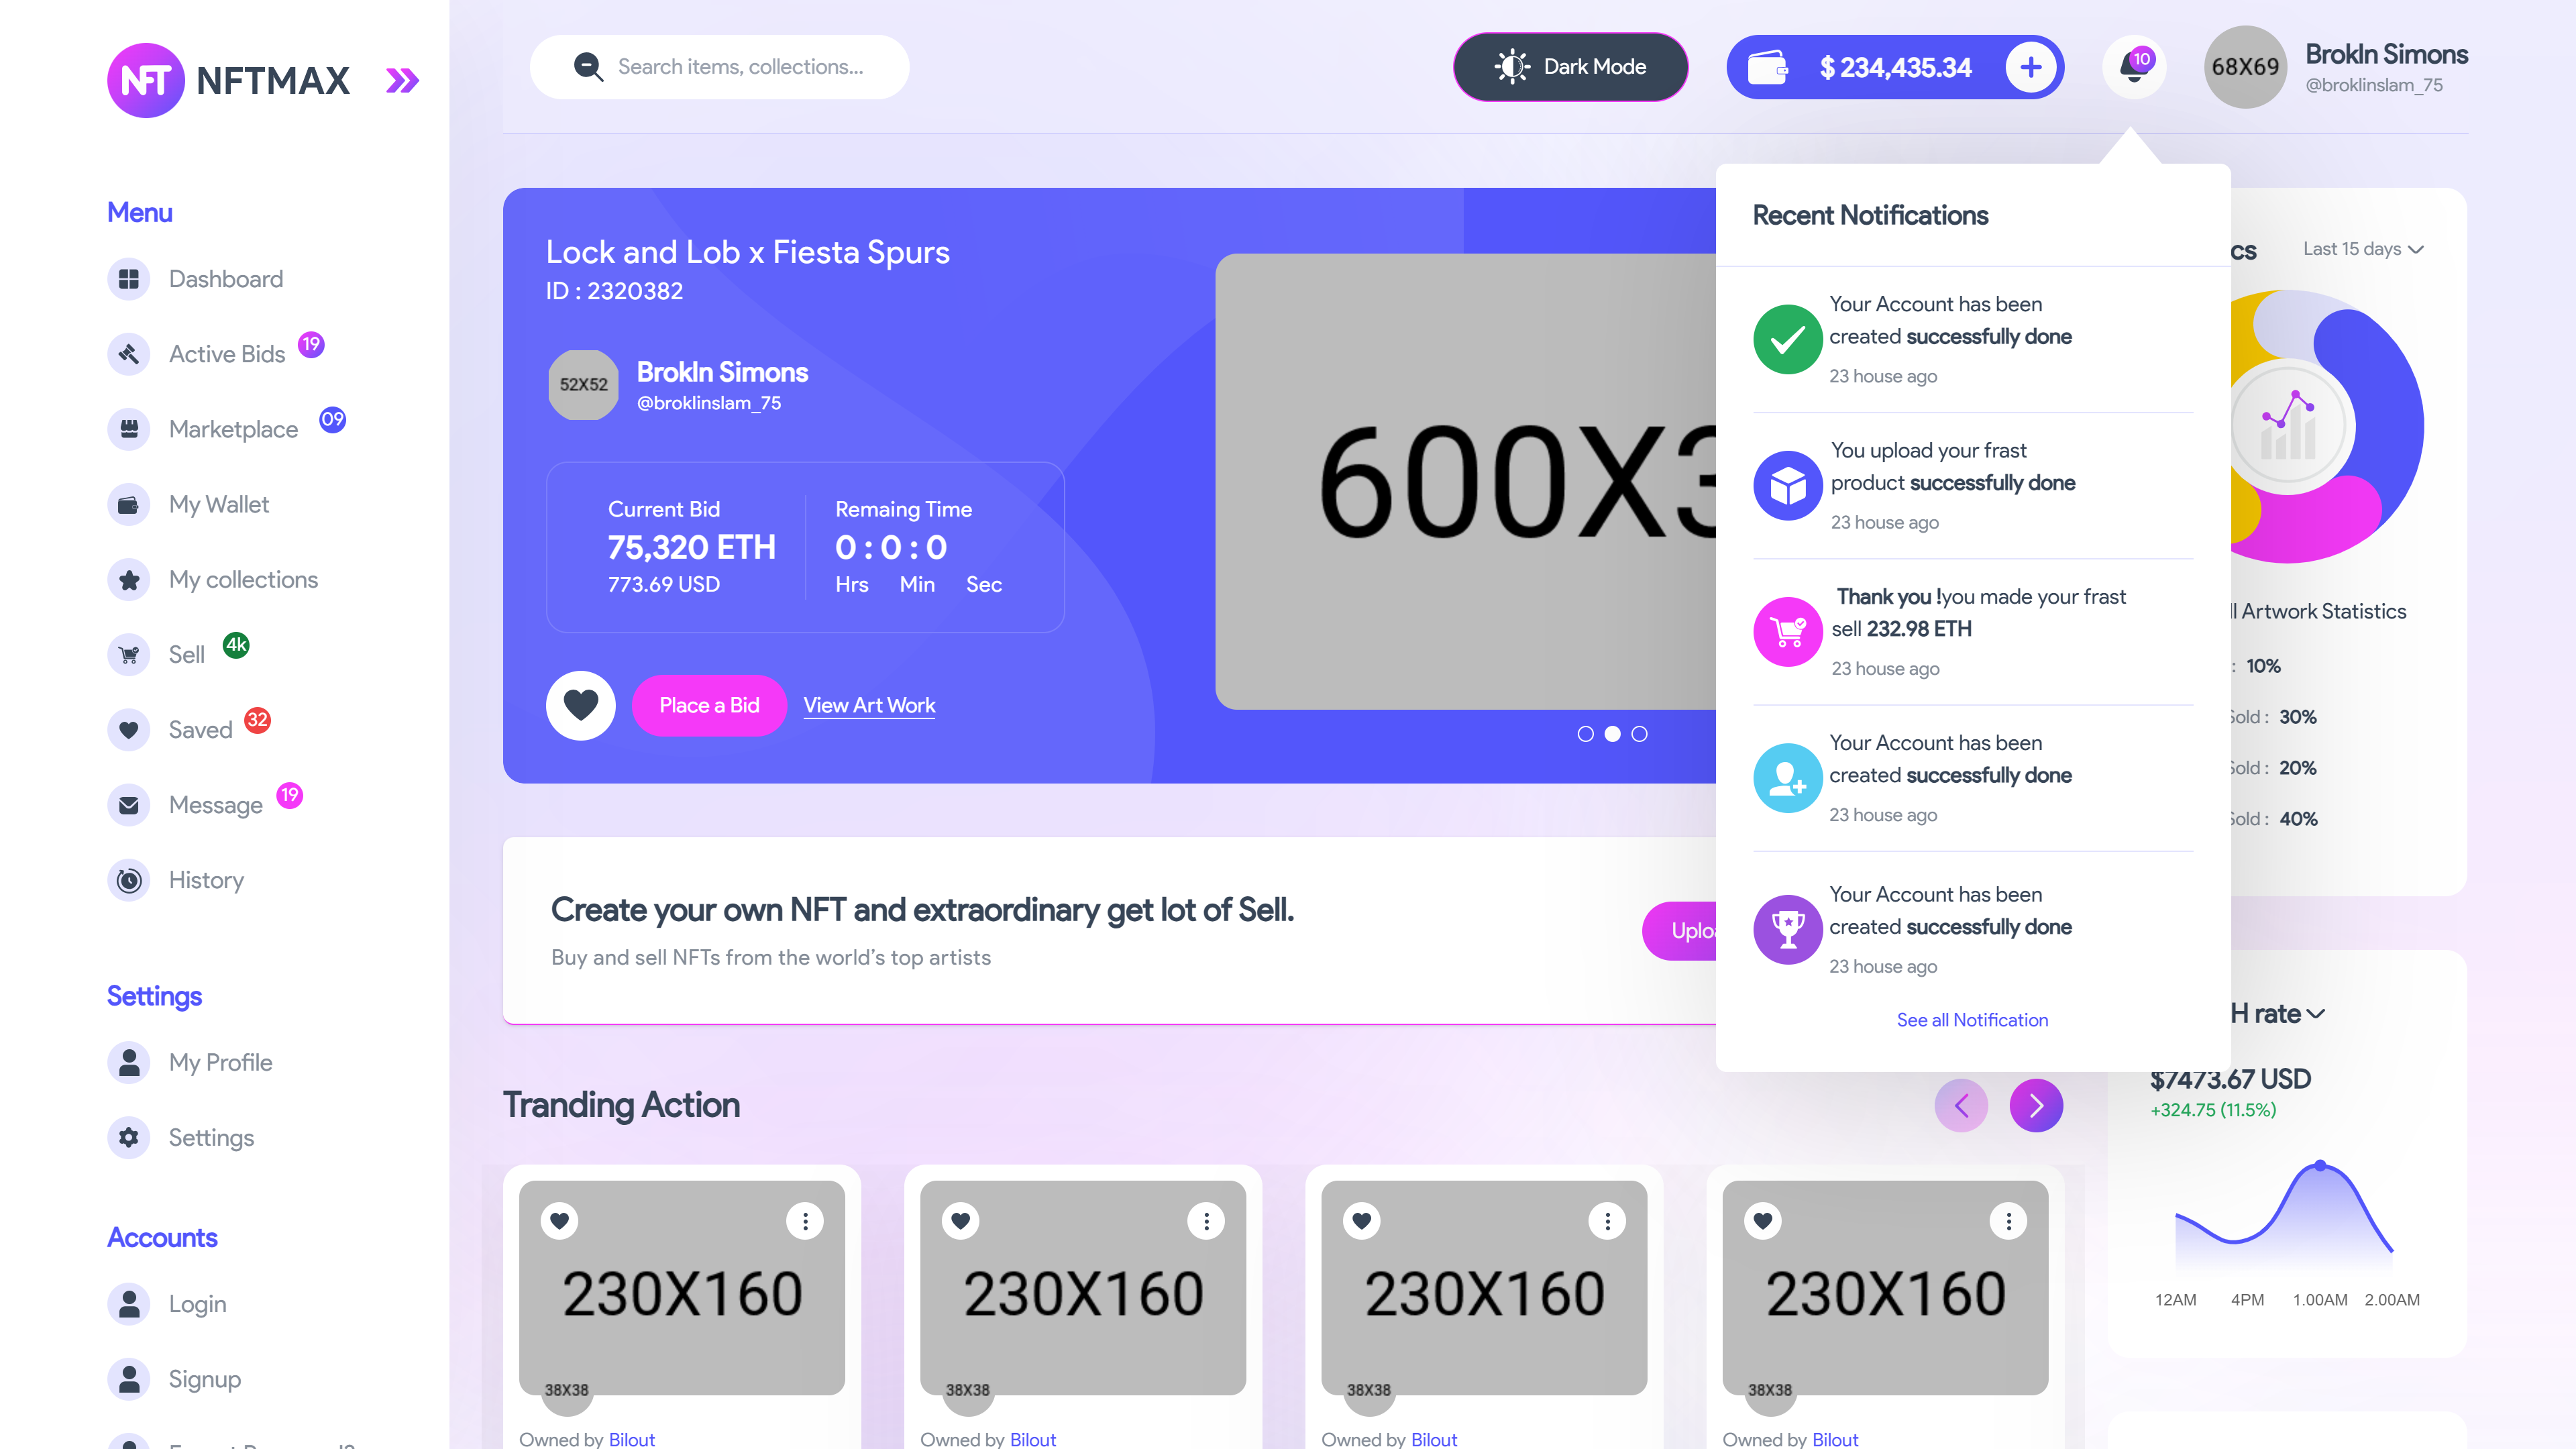 NFT NFTMAX
Menu
Dashboard
Active Bids 19
Marketplace 09
My Wallet
My collections
Sell 4k
Saved 32
Message 19
History
Settings
My Profile
Settings
Accounts
Login
Signup
Search items, collections...
Dark Mode
$ 234,435.34
10
68X69
Brokln Simons
@broklinslam_75
Lock and Lob x Fiesta Spurs
ID : 2320382
52X52
Brokln Simons
@broklinslam_75
Current Bid
75,320 ETH
773.69 USD
Remaing Time
0 : 0 : 0
Hrs Min Sec
Place a Bid
View Art Work
600X3
Recent Notifications
Your Account has been
created successfully done
23 house ago
You upload your frast
product successfully done
23 house ago
Thank you !you made your frast
sell 232.98 ETH
23 house ago
Your Account has been
created successfully done
23 house ago
Your Account has been
created successfully done
23 house ago
See all Notification
cs
Last 15 days
ll Artwork Statistics
: 10%
Sold : 30%
Sold : 20%
Sold : 40%
Create your own NFT and extraordinary get lot of Sell.
Buy and sell NFTs from the world's top artists
Uploa
H rate
$7473.67 USD
+324.75 (11.5%)
12AM 4PM 1.00AM 2.00AM
Tranding Action
230X160
38X38
Owned by Bilout
230X160
38X38
Owned by Bilout
230X160
38X38
Owned by Bilout
230X160
38X38
Owned by Bilout